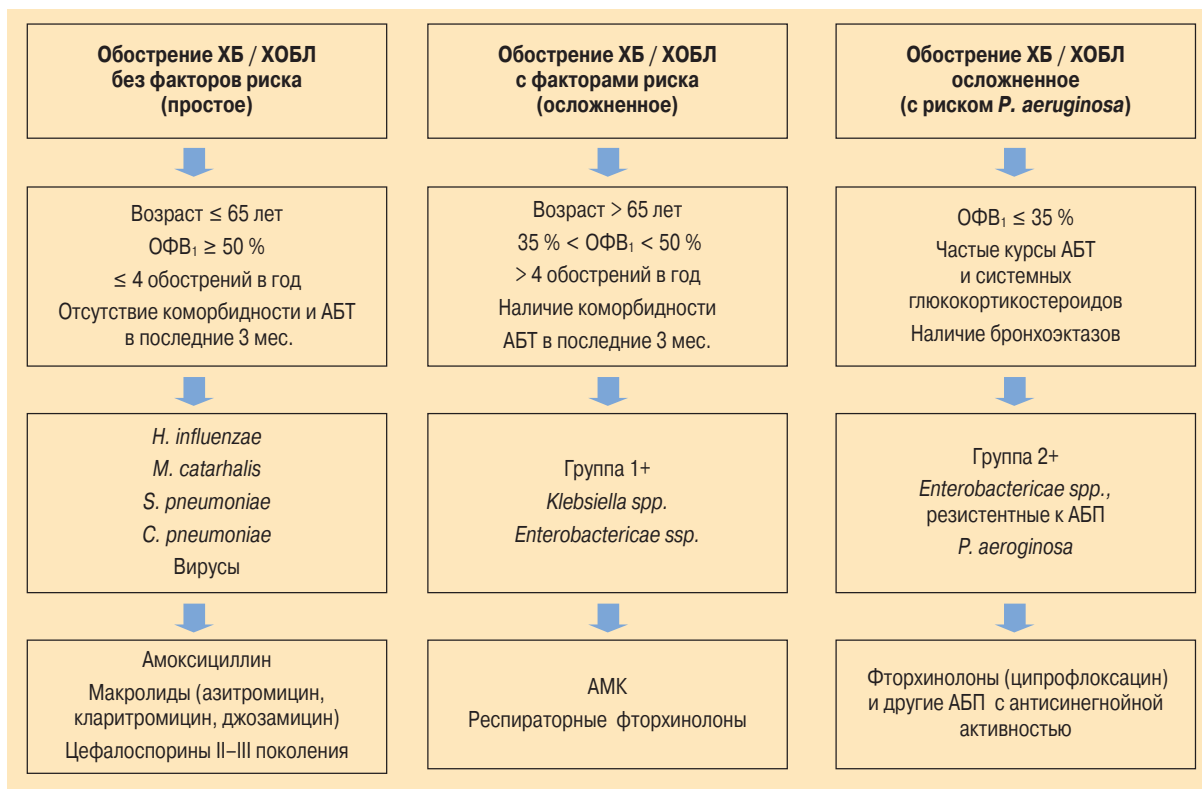 Обострение ХБ / ХОБЛ
без факторов риска
(простое)
Возраст ≤ 65 лет
ОФВ₁ ≥ 50 %
≤ 4 обострений в год
Отсутствие коморбидности и АБТ
в последние 3 мес.
H. influenzae
M. catarhalis
S. pneumoniae
C. pneumoniae
Вирусы
Амоксициллин
Макролиды (азитромицин,
кларитромицин, джозамицин)
Цефалоспорины II–III поколения
Обострение ХБ / ХОБЛ
с факторами риска
(осложненное)
Возраст > 65 лет
35 % < ОФВ₁ < 50 %
> 4 обострений в год
Наличие коморбидности
АБТ в последние 3 мес.
Группа 1+
Klebsiella spp.
Enterobactericae ssp.
АМК
Респираторные фторхинолоны
Обострение ХБ / ХОБЛ
осложненное
(с риском P. aeruginosa)
ОФВ₁ ≤ 35 %
Частые курсы АБТ
и системных
глюкокортикостероидов
Наличие бронхоэктазов
Группа 2+
Enterobactericae spp.,
резистентные к АБП
P. aeroginosa
Фторхинолоны (ципрофлоксацин)
и другие АБП с антисинегнойной
активностью